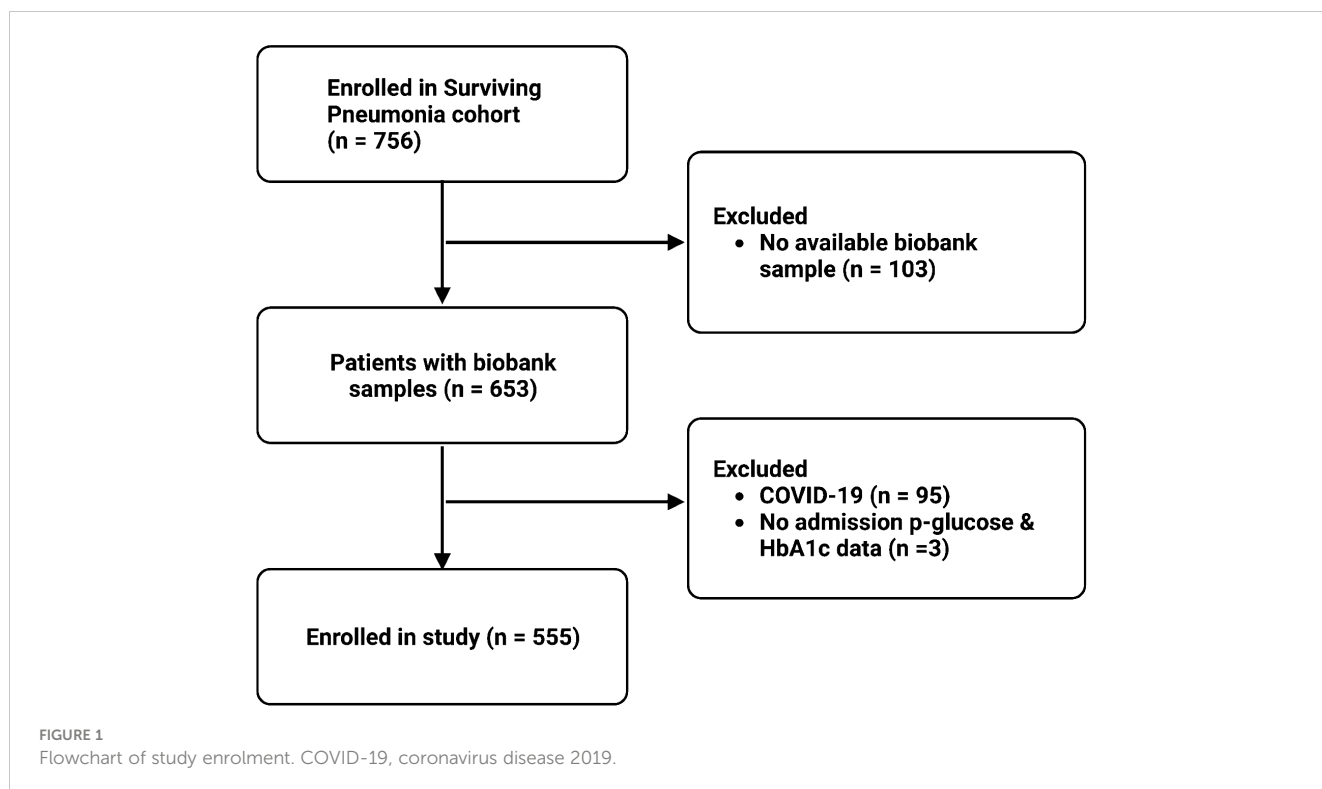 Enrolled in Surviving
Pneumonia cohort
(n = 756)
Excluded
• No available biobank
sample (n = 103)
Patients with biobank
samples (n = 653)
Excluded
• COVID-19 (n = 95)
• No admission p-glucose &
HbA1c data (n =3)
Enrolled in study (n = 555)
FIGURE 1
Flowchart of study enrolment. COVID-19, coronavirus disease 2019.